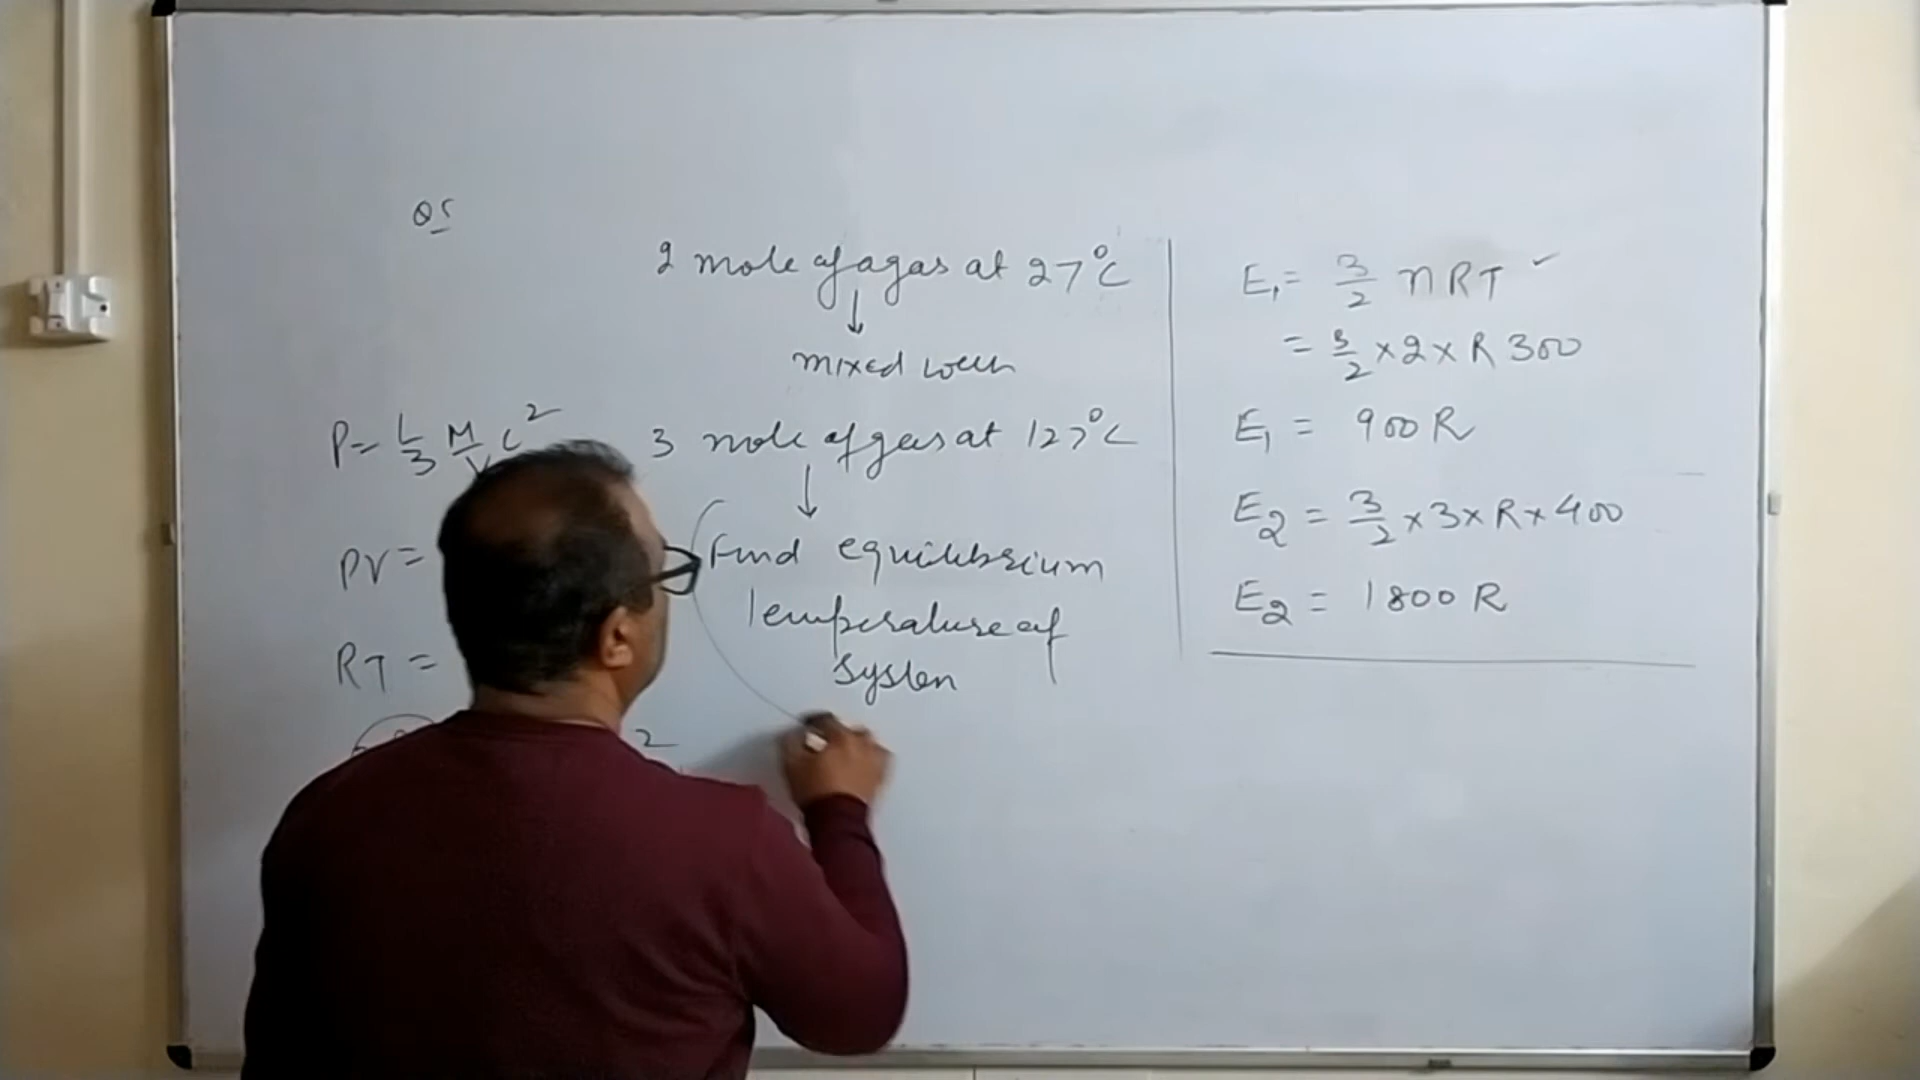 Q5
2 mole of a gas at 27°C
↓
mixed with
3 mole of gas at 127°C
↓
Find equilibrium
Temperature of
System
P= 1/3 M/V C²
PV=
RT =
2
E₁= 3/2 nRT ✓
= 3/2 ×2× R 300
E₁ = 900 R
E₂ = 3/2 ×3×R×400
E₂ = 1800 R